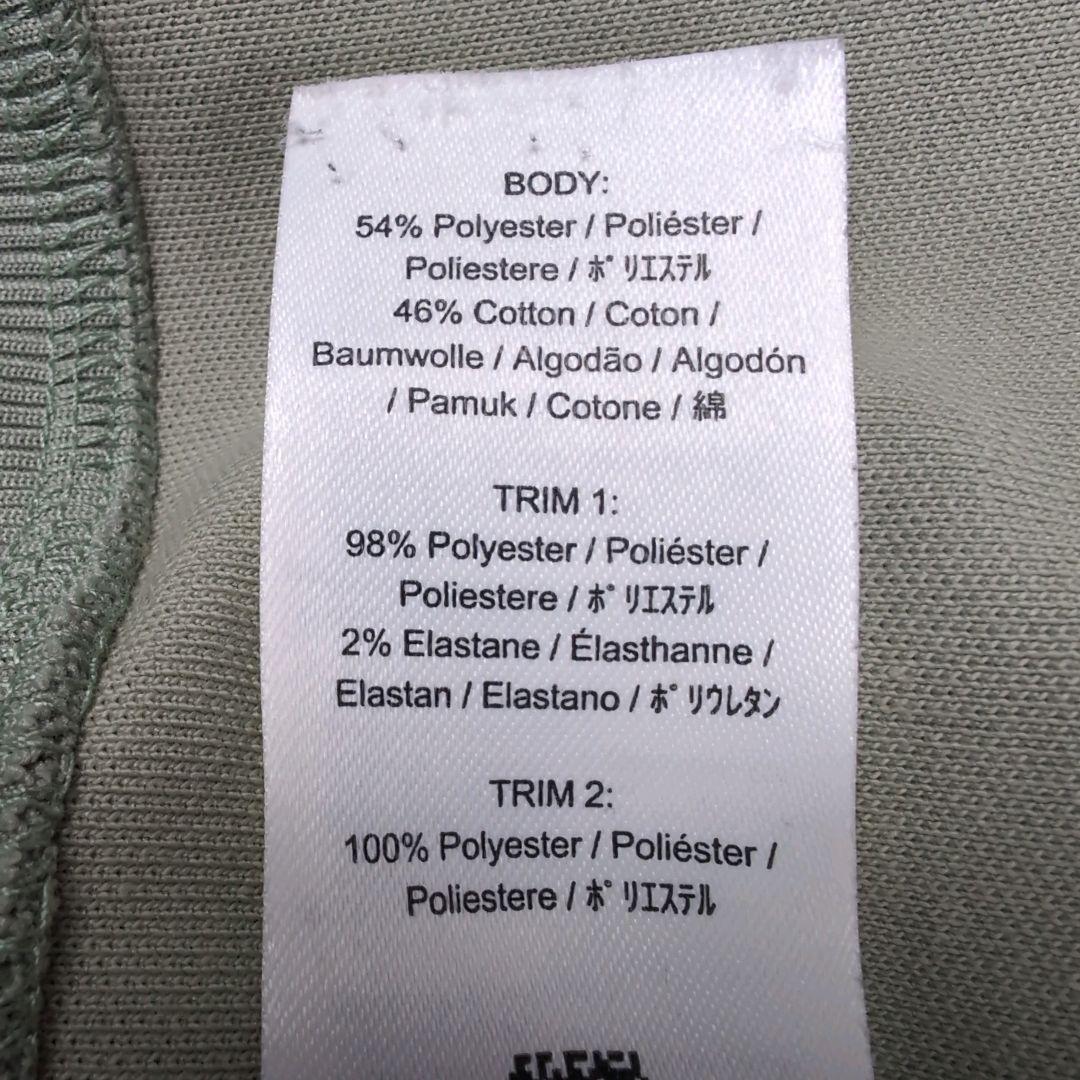 BODY:
54% Polyester / Poliéster /
Poliestere / ﾎﾟﾘｴｽﾃﾙ
46% Cotton / Coton /
Baumwolle / Algodão / Algodón
/ Pamuk / Cotone / 綿
TRIM 1:
98% Polyester / Poliéster /
Poliestere / ﾎﾟﾘｴｽﾃﾙ
2% Elastane / Élasthanne /
Elastan / Elastano / ﾎﾟﾘｳﾚﾀﾝ
TRIM 2:
100% Polyester / Poliéster /
Poliestere / ﾎﾟﾘｴｽﾃﾙ